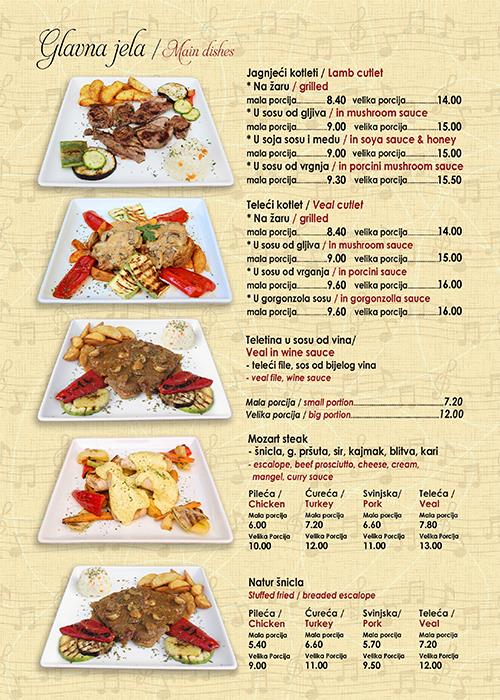 Glavna jela / Main dishes
Jagnjeći kotleti / Lamb cutlet
* Na žaru / grilled
mala porcija............8.40 velika porcija............14.00
* U sosu od gljiva / in mushroom sauce
mala porcija............9.00 velika porcija............15.00
* U soja sosu i medu / in soya sauce & honey
mala porcija............9.00 velika porcija............15.00
* U sosu od vrgnja / in porcini mushroom sauce
mala porcija............9.30 velika porcija............15.50
Teleći kotlet / Veal cutlet
* Na žaru / grilled
mala porcija............8.40 velika porcija............14.00
* U sosu od gljiva / in mushroom sauce
mala porcija............9.00 velika porcija............15.00
* U sosu od vrganja / in porcini sauce
mala porcija............9.60 velika porcija............16.00
* U gorgonzola sosu / in gorgonzolla sauce
mala porcija............9.60 velika porcija............16.00
Teletina u sosu od vina/
Veal in wine sauce
- teleći file, sos od bijelog vina
- veal file, wine sauce
Mala porcija / small portion............7.20
Velika porcija / big portion............12.00
Mozart steak
- šnicla, g. pršuta, sir, kajmak, blitva, kari
- escalope, beef prosciutto, cheese, cream,
mangel, curry sauce
Pileća / Ćureća / Svinjska/ Teleća /
Chicken Turkey Pork Veal
Mala porcija Mala porcija Mala porcija Mala porcija
6.00 7.20 6.60 7.80
Velika Porcija Velika Porcija Velika Porcija Velika Porcija
10.00 12.00 11.00 13.00
Natur šnicla
Stuffed fried / breaded escalope
Pileća / Ćureća / Svinjska/ Teleća /
Chicken Turkey Pork Veal
Mala porcija Mala porcija Mala porcija Mala porcija
5.40 6.60 5.70 7.20
Velika Porcija Velika Porcija Velika Porcija Velika Porcija
9.00 11.00 9.50 12.00